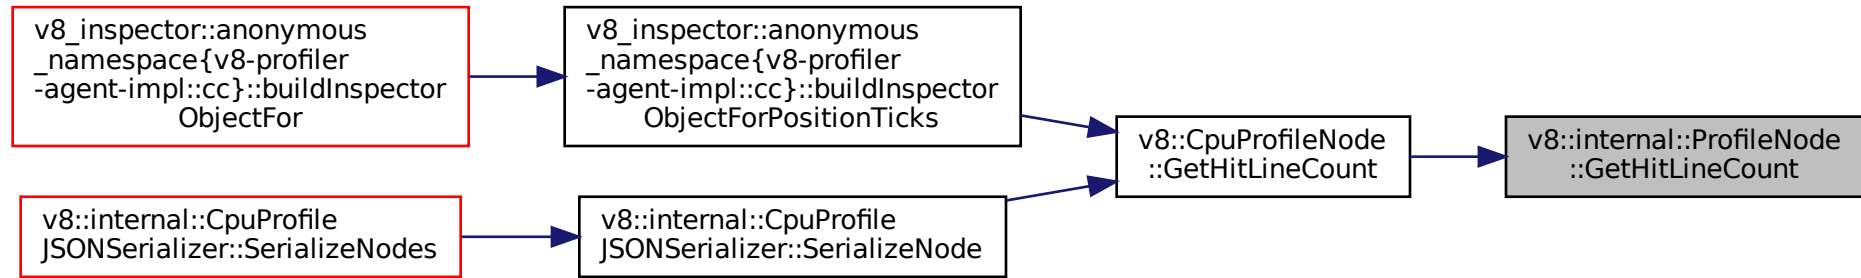 v8_inspector::anonymous
_namespace{v8-profiler
-agent-impl::cc}::buildInspector
ObjectFor
v8_inspector::anonymous
_namespace{v8-profiler
-agent-impl::cc}::buildInspector
ObjectForPositionTicks
v8::CpuProfileNode
::GetHitLineCount
v8::internal::ProfileNode
::GetHitLineCount
v8::internal::CpuProfile
JSONSerializer::SerializeNodes
v8::internal::CpuProfile
JSONSerializer::SerializeNode